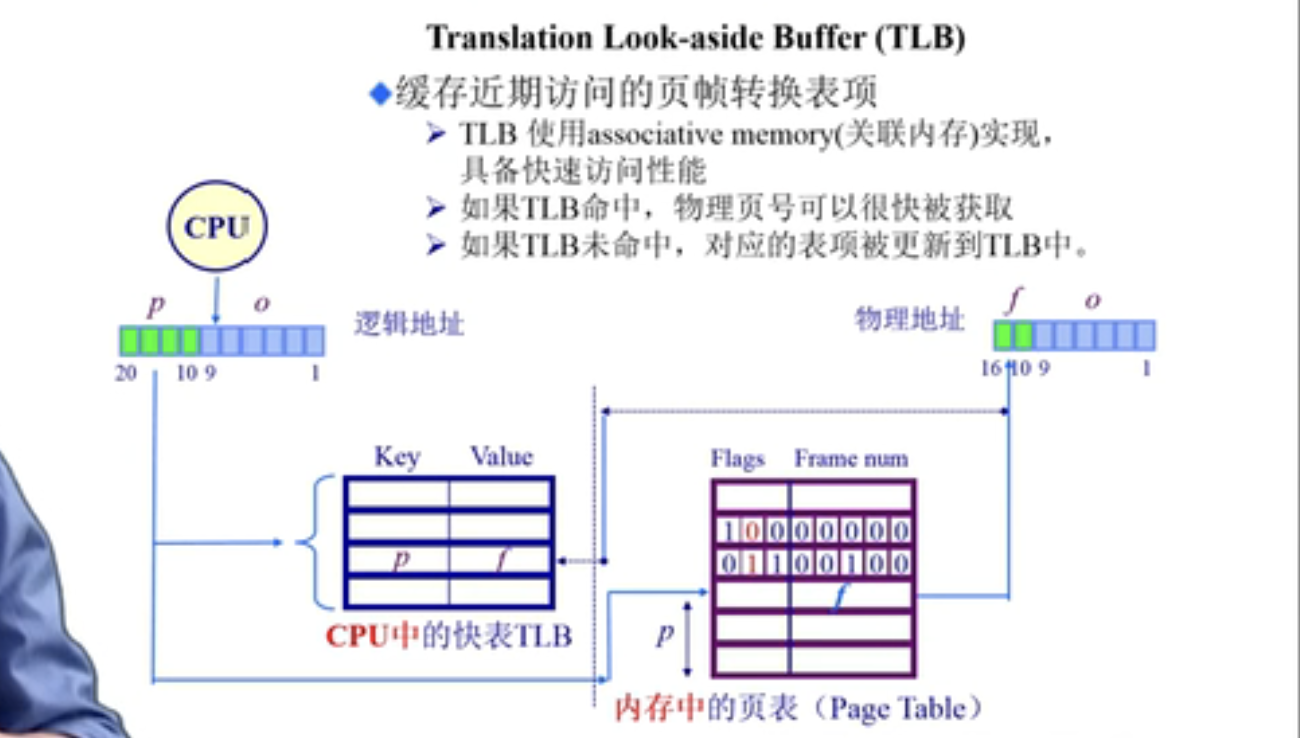 Translation Look-aside Buffer (TLB)
缓存近期访问的页帧转换表项
TLB 使用associative memory(关联内存)实现，
具备快速访问性能
如果TLB命中，物理页号可以很快被获取
如果TLB未命中，对应的表项被更新到TLB中。
CPU
p o
逻辑地址
20 10 9 1
f o
物理地址
16 10 9 1
Key Value
p f
CPU中的快表TLB
Flags Frame num
1 0 0 0 0 0 0 0
0 1 1 0 0 1 0 0
f
p
内存中的页表（Page Table）